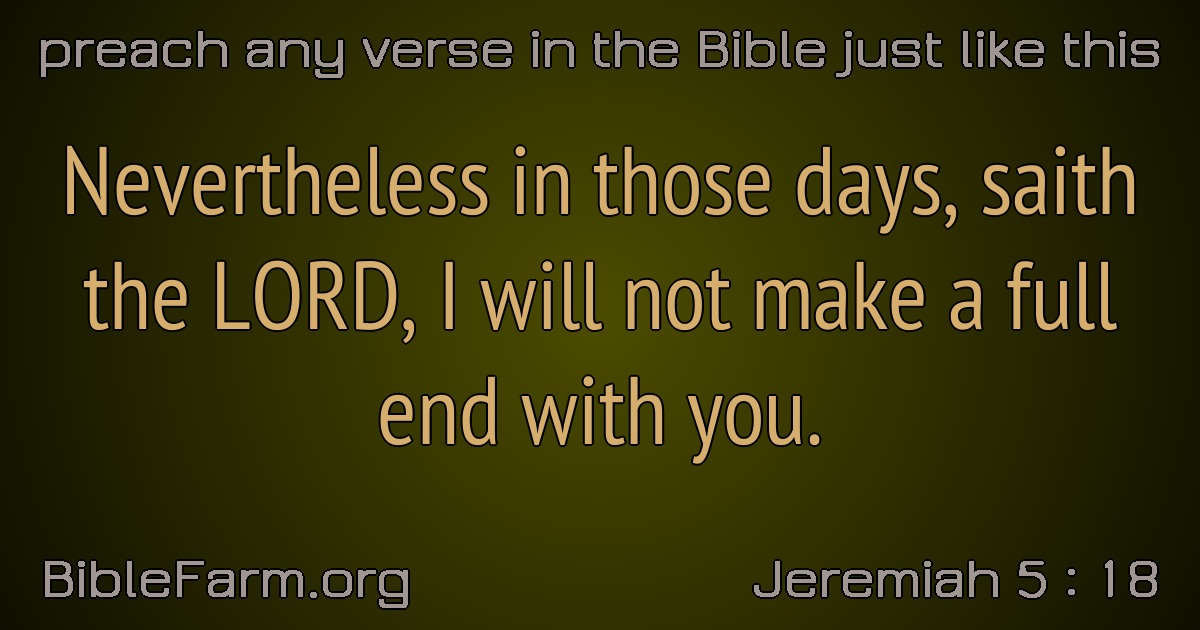 preach any verse in the Bible just like this
Nevertheless in those days, saith
the LORD, I will not make a full
end with you.
BibleFarm.org
Jeremiah 5 : 18